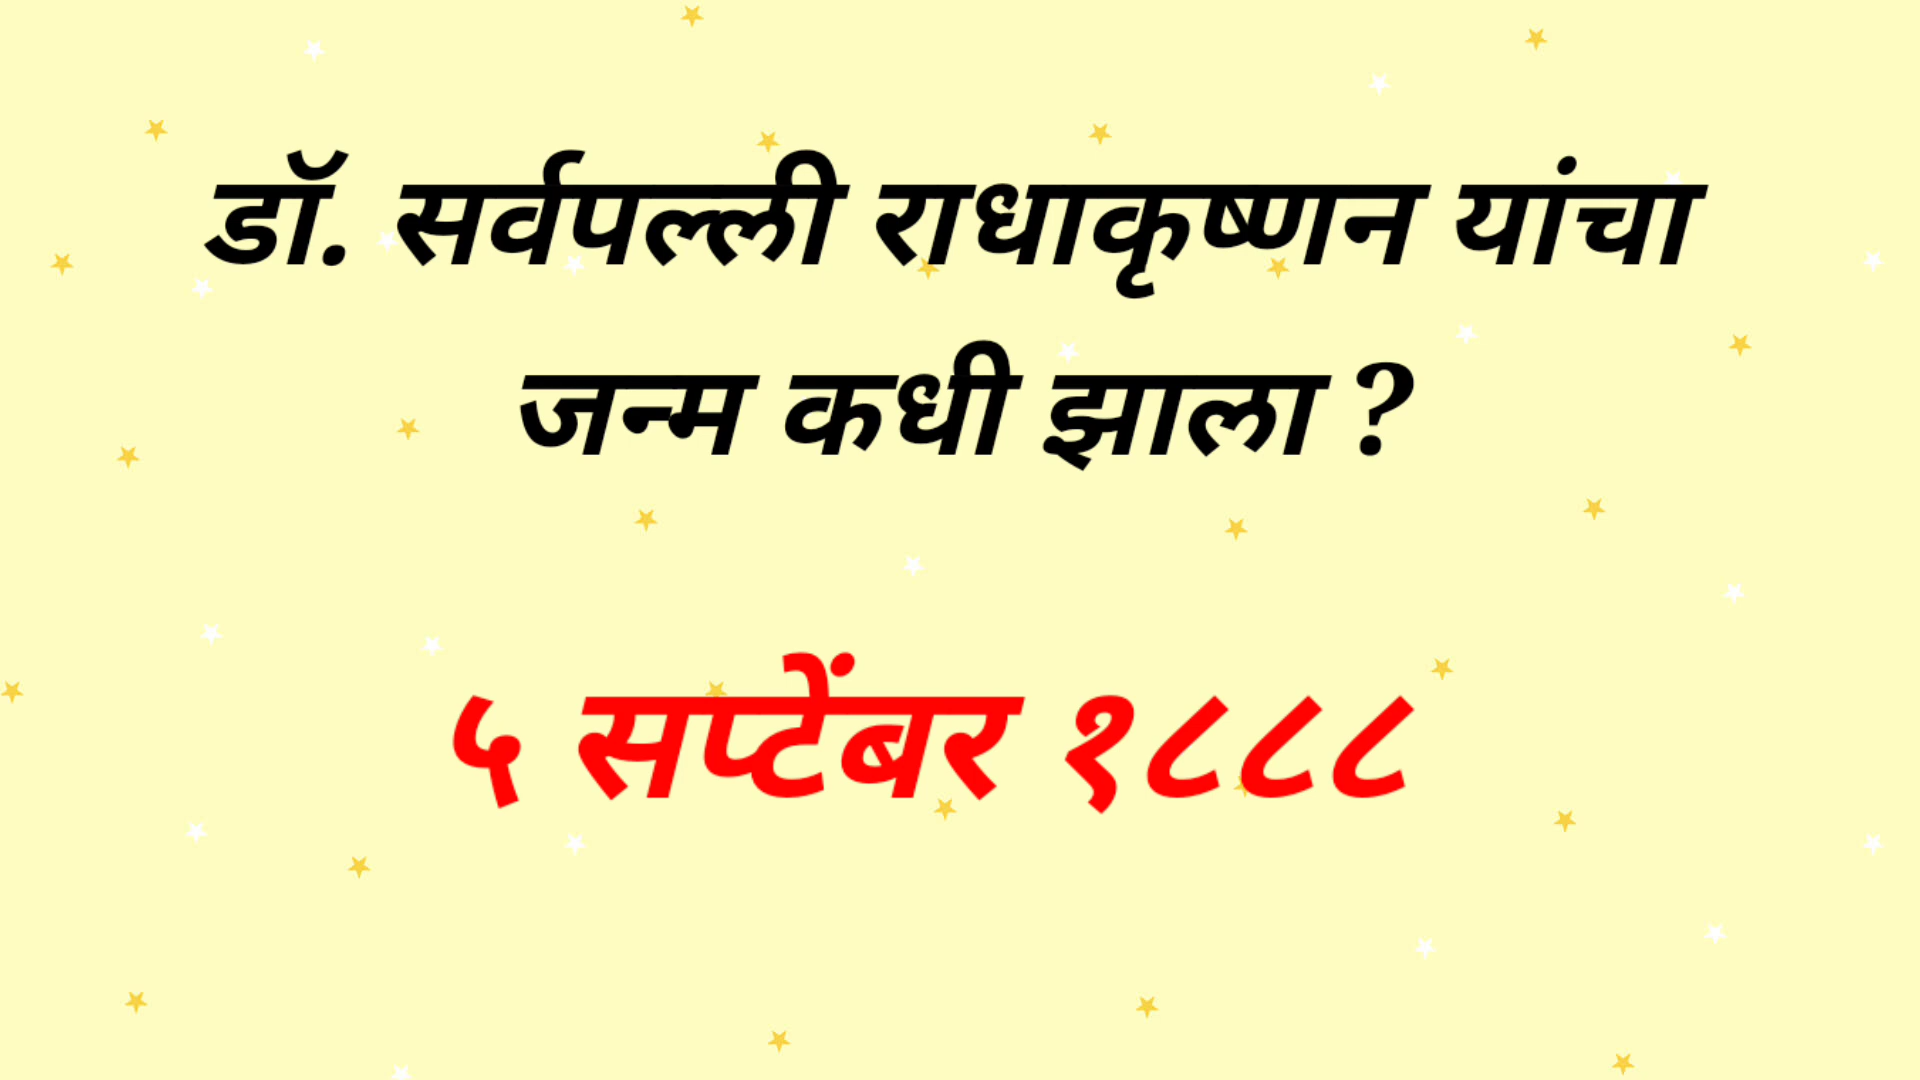 डॉ. सर्वपल्ली राधाकृष्णन यांचा
जन्म कधी झाला ?
५ सप्टेंबर १८८८